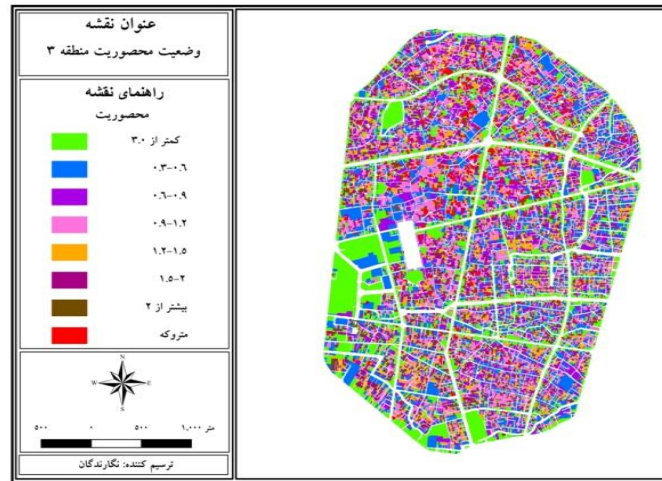 عنوان نقشه
وضعیت محصوریت منطقه ۳
راهنمای نقشه
محصوریت
کمتر از ۳.۰
۰.۳-۰.۶
۰.۶-۰.۹
۰.۹-۱.۲
۱.۲-۱.۵
۱.۵-۲
بیشتر از ۲
متروکه
N
W E
S
۵۰۰ ۰ ۵۰۰ ۱,۰۰۰ متر
ترسیم کننده: نگارندگان